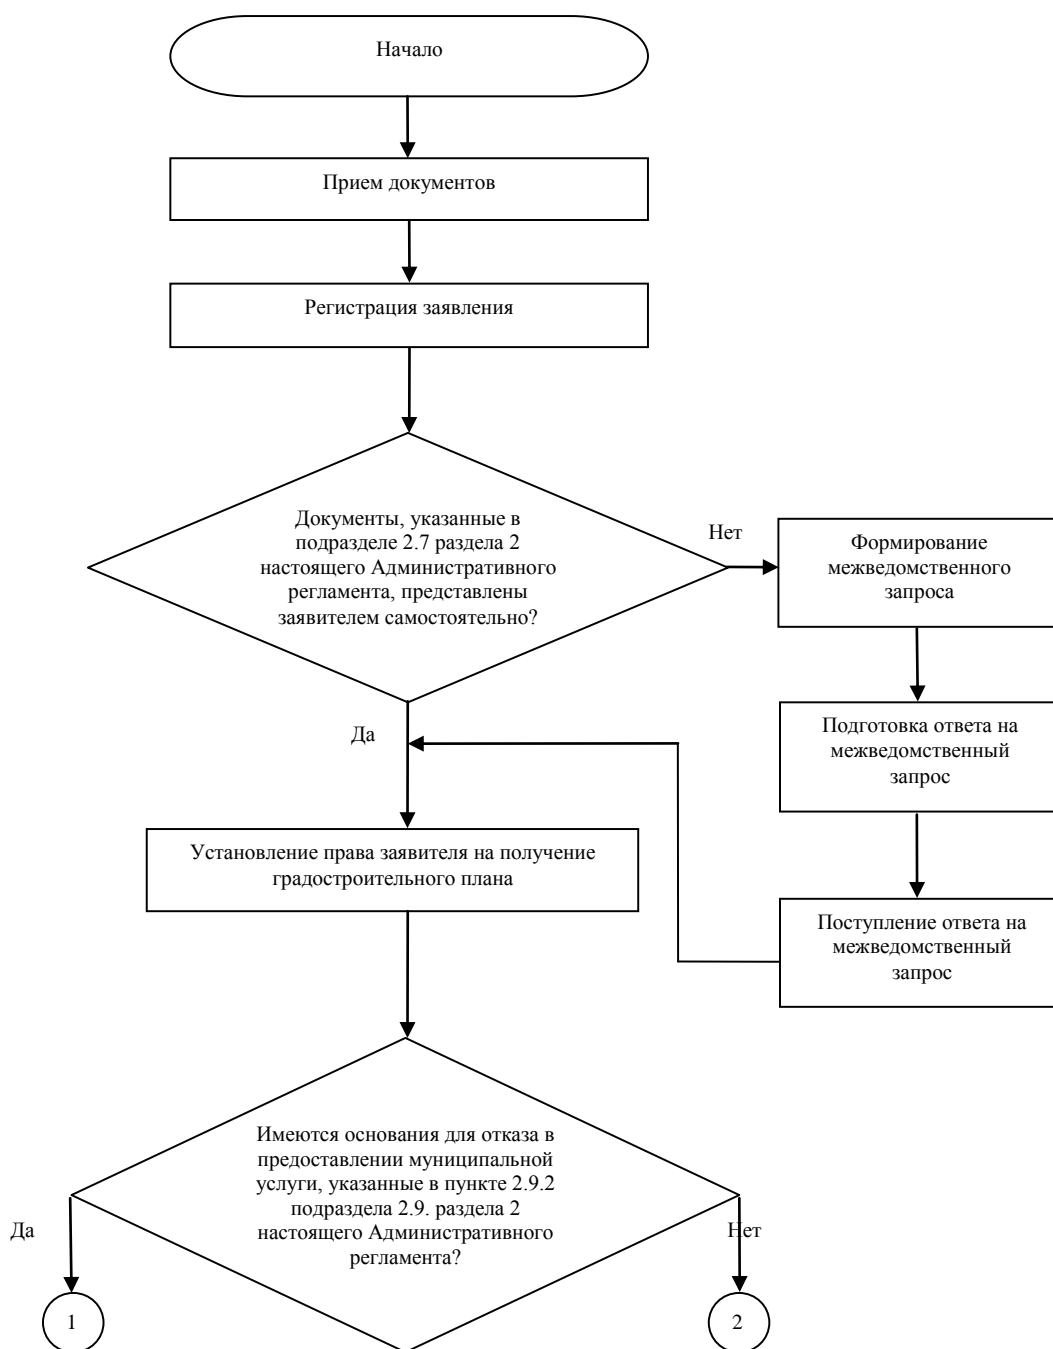 Начало
Прием документов
Регистрация заявления
Документы, указанные в
подразделе 2.7 раздела 2
настоящего Административного
регламента, представлены
заявителем самостоятельно?
Нет
Формирование
межведомственного
запроса
Да
Подготовка ответа на
межведомственный
запрос
Установление права заявителя на получение
градостроительного плана
Поступление ответа на
межведомственный
запрос
Имеются основания для отказа в
предоставлении муниципальной
услуги, указанные в пункте 2.9.2
подраздела 2.9. раздела 2
настоящего Административного
регламента?
Да
Нет
1
2